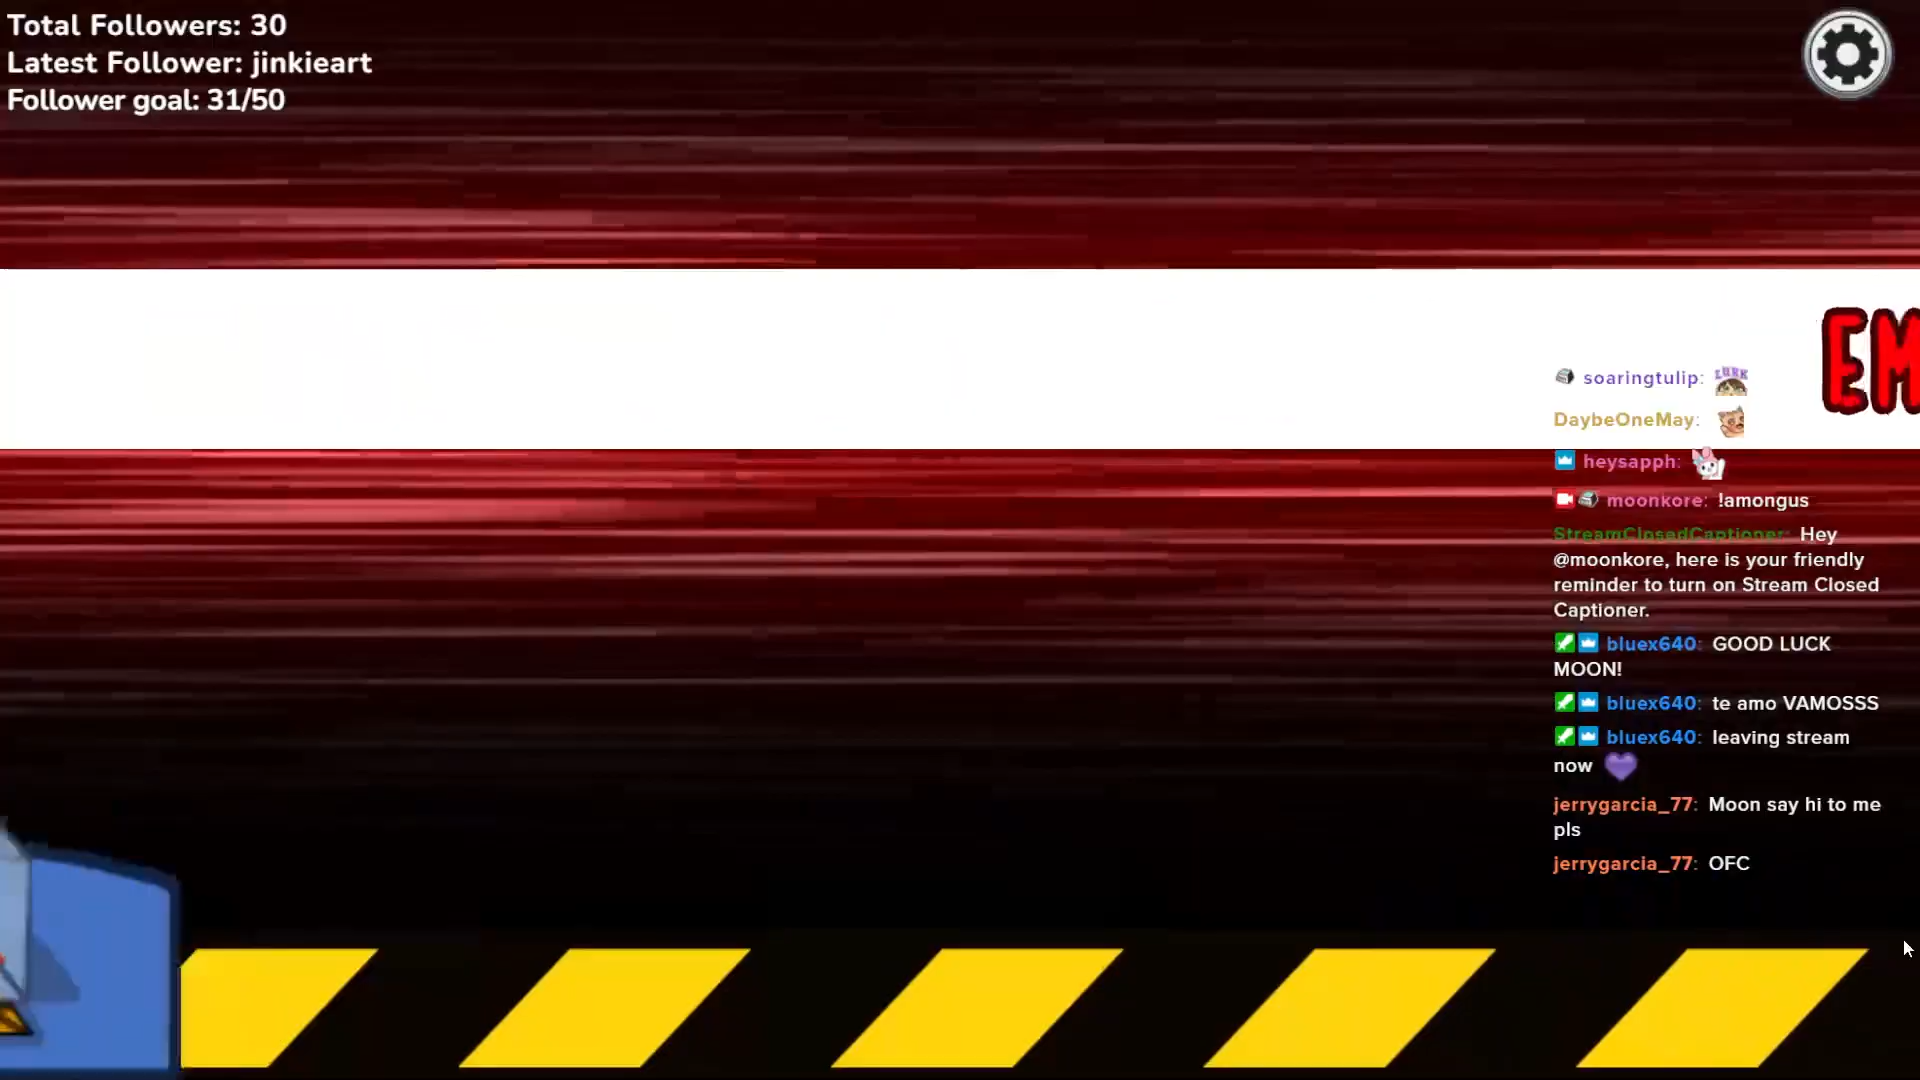 Total Followers: 30
Latest Follower: jinkieart
Follower goal: 31/50
EM
soaringtulip:
LURK
DaybeOneMay:
heysapph:
moonkore: !amongus
StreamClosedCaptioner: Hey
@moonkore, here is your friendly
reminder to turn on Stream Closed
Captioner.
bluex640: GOOD LUCK
MOON!
bluex640: te amo VAMOSSS
bluex640: leaving stream
now
jerrygarcia_77: Moon say hi to me
pls
jerrygarcia_77: OFC